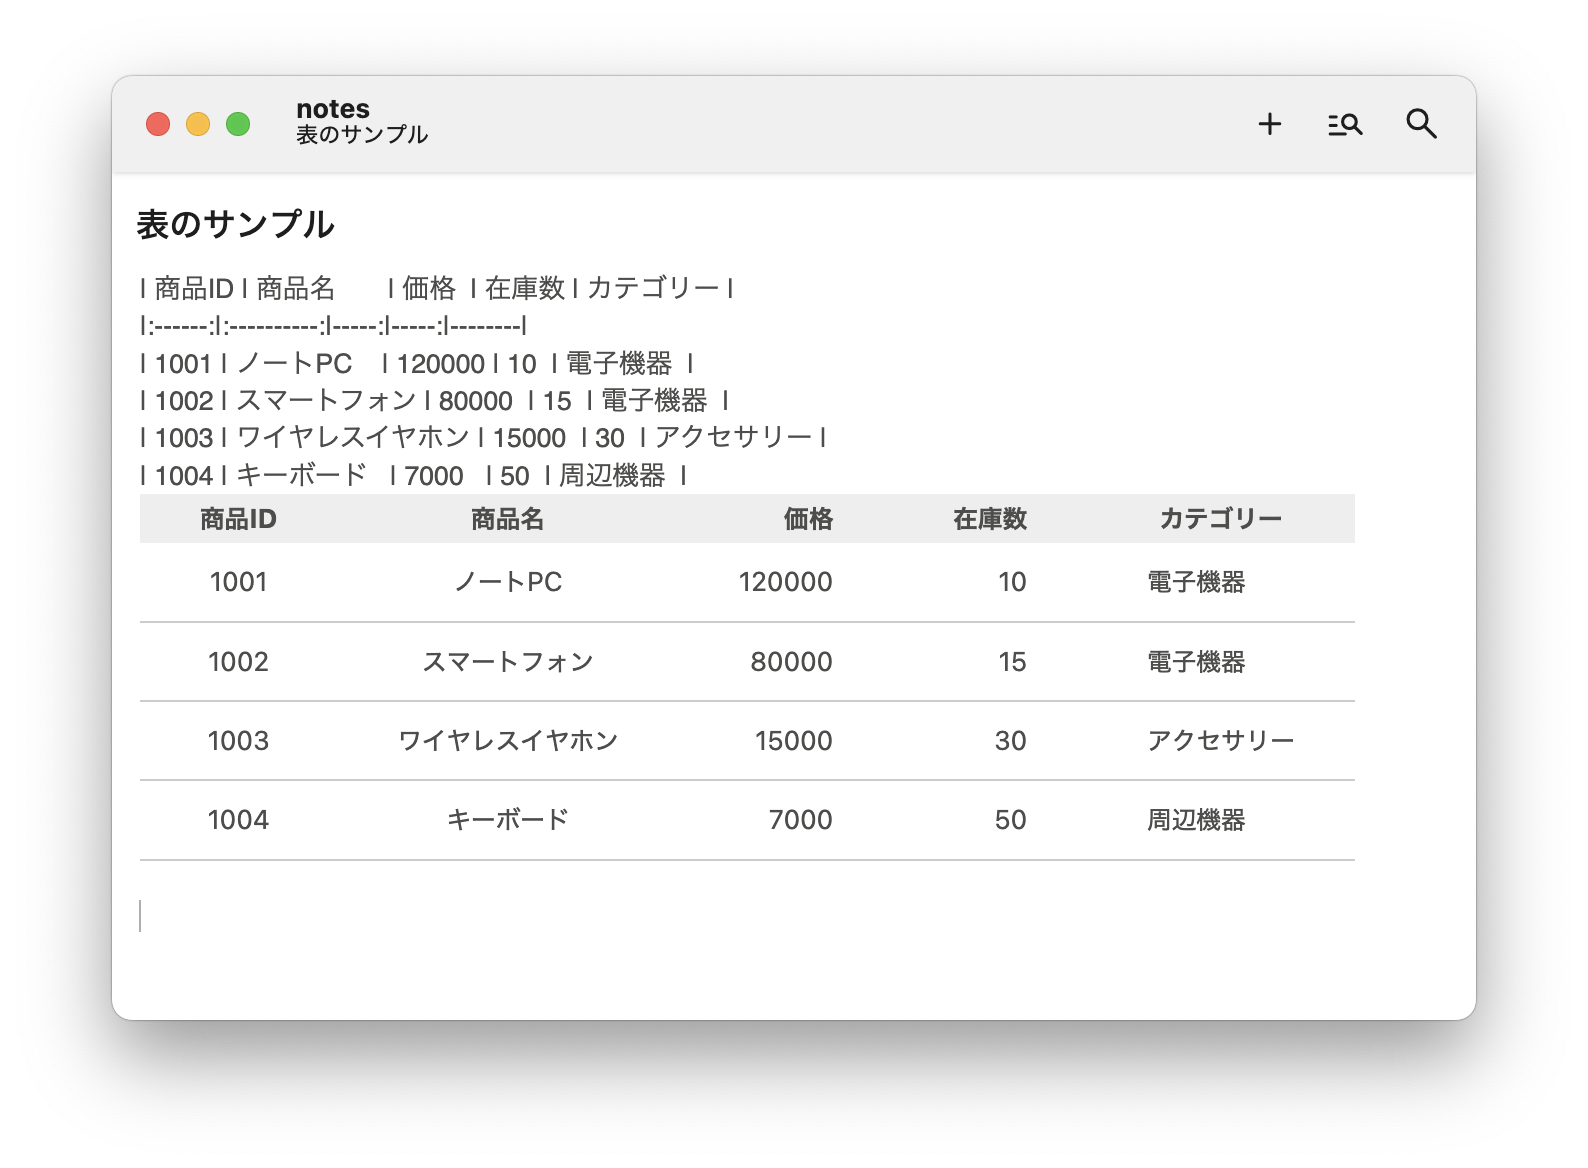 notes
表のサンプル
表のサンプル
| 商品ID | 商品名       | 価格  | 在庫数 | カテゴリー |
|:------:|:----------:|-----:|-----:|--------|
| 1001 | ノートPC    | 120000 | 10  | 電子機器  |
| 1002 | スマートフォン | 80000  | 15  | 電子機器  |
| 1003 | ワイヤレスイヤホン | 15000  | 30  | アクセサリー |
| 1004 | キーボード   | 7000   | 50  | 周辺機器  |
商品ID 商品名 価格 在庫数 カテゴリー
1001 ノートPC 120000 10 電子機器
1002 スマートフォン 80000 15 電子機器
1003 ワイヤレスイヤホン 15000 30 アクセサリー
1004 キーボード 7000 50 周辺機器